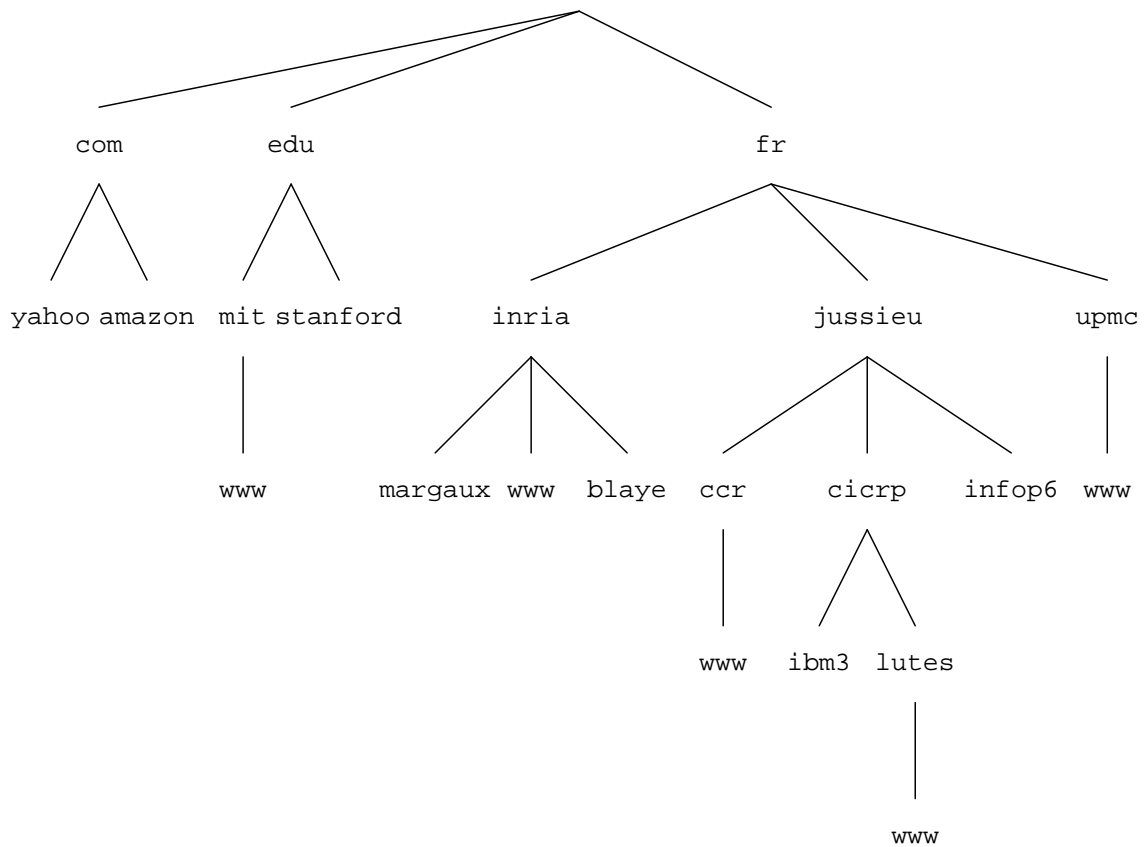 com edu fr
yahoo amazon mit stanford inria jussieu upmc
www margaux www blaye ccr cicrp infop6 www
www ibm3 lutes
www